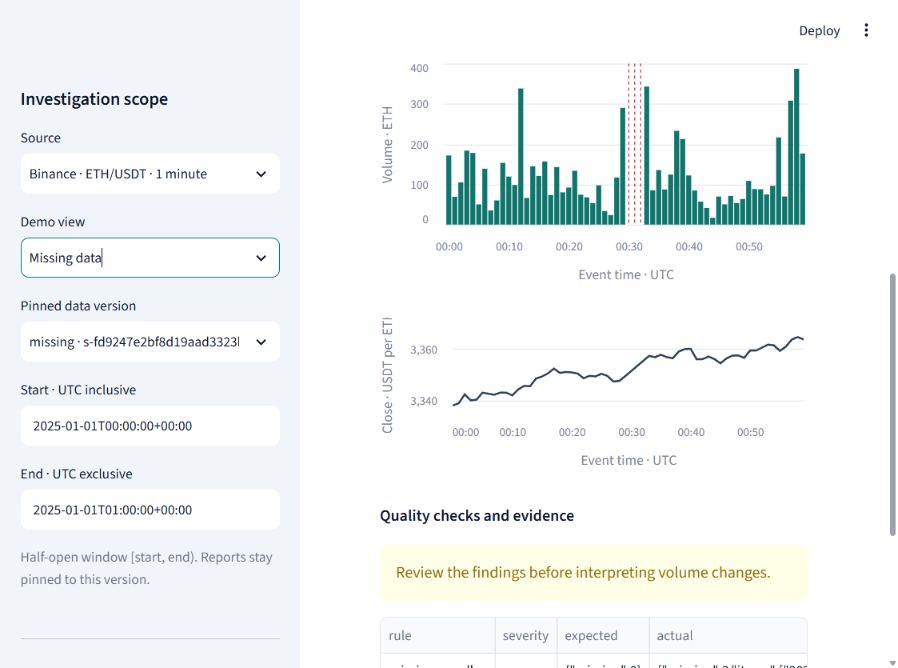 Deploy
Investigation scope
Source
Binance · ETH/USDT · 1 minute
Demo view
Missing data
Pinned data version
missing · s-fd9247e2bf8d19aad3323
Start · UTC inclusive
2025-01-01T00:00:00+00:00
End · UTC exclusive
2025-01-01T01:00:00+00:00
Half-open window [start, end). Reports stay
pinned to this version.
Volume · ETH
400
300
200
100
0
00:00 00:10 00:20 00:30 00:40 00:50
Event time · UTC
Close · USDT per ET
3,360
3,340
00:00 00:10 00:20 00:30 00:40 00:50
Event time · UTC
Quality checks and evidence
Review the findings before interpreting volume changes.
rule severity expected actual